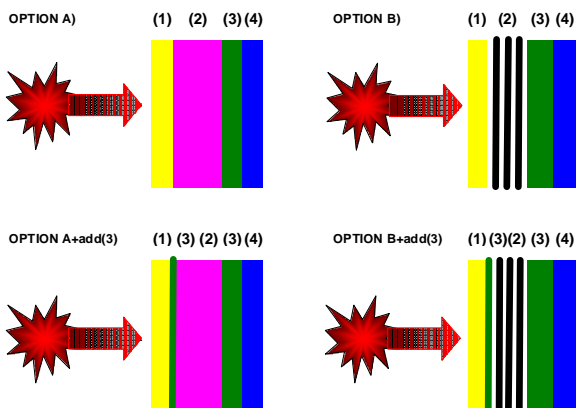 OPTION A) (1) (2) (3) (4)
OPTION B) (1) (2) (3) (4)
OPTION A+add(3) (1) (3) (2) (3) (4)
OPTION B+add(3) (1) (3)(2) (3) (4)